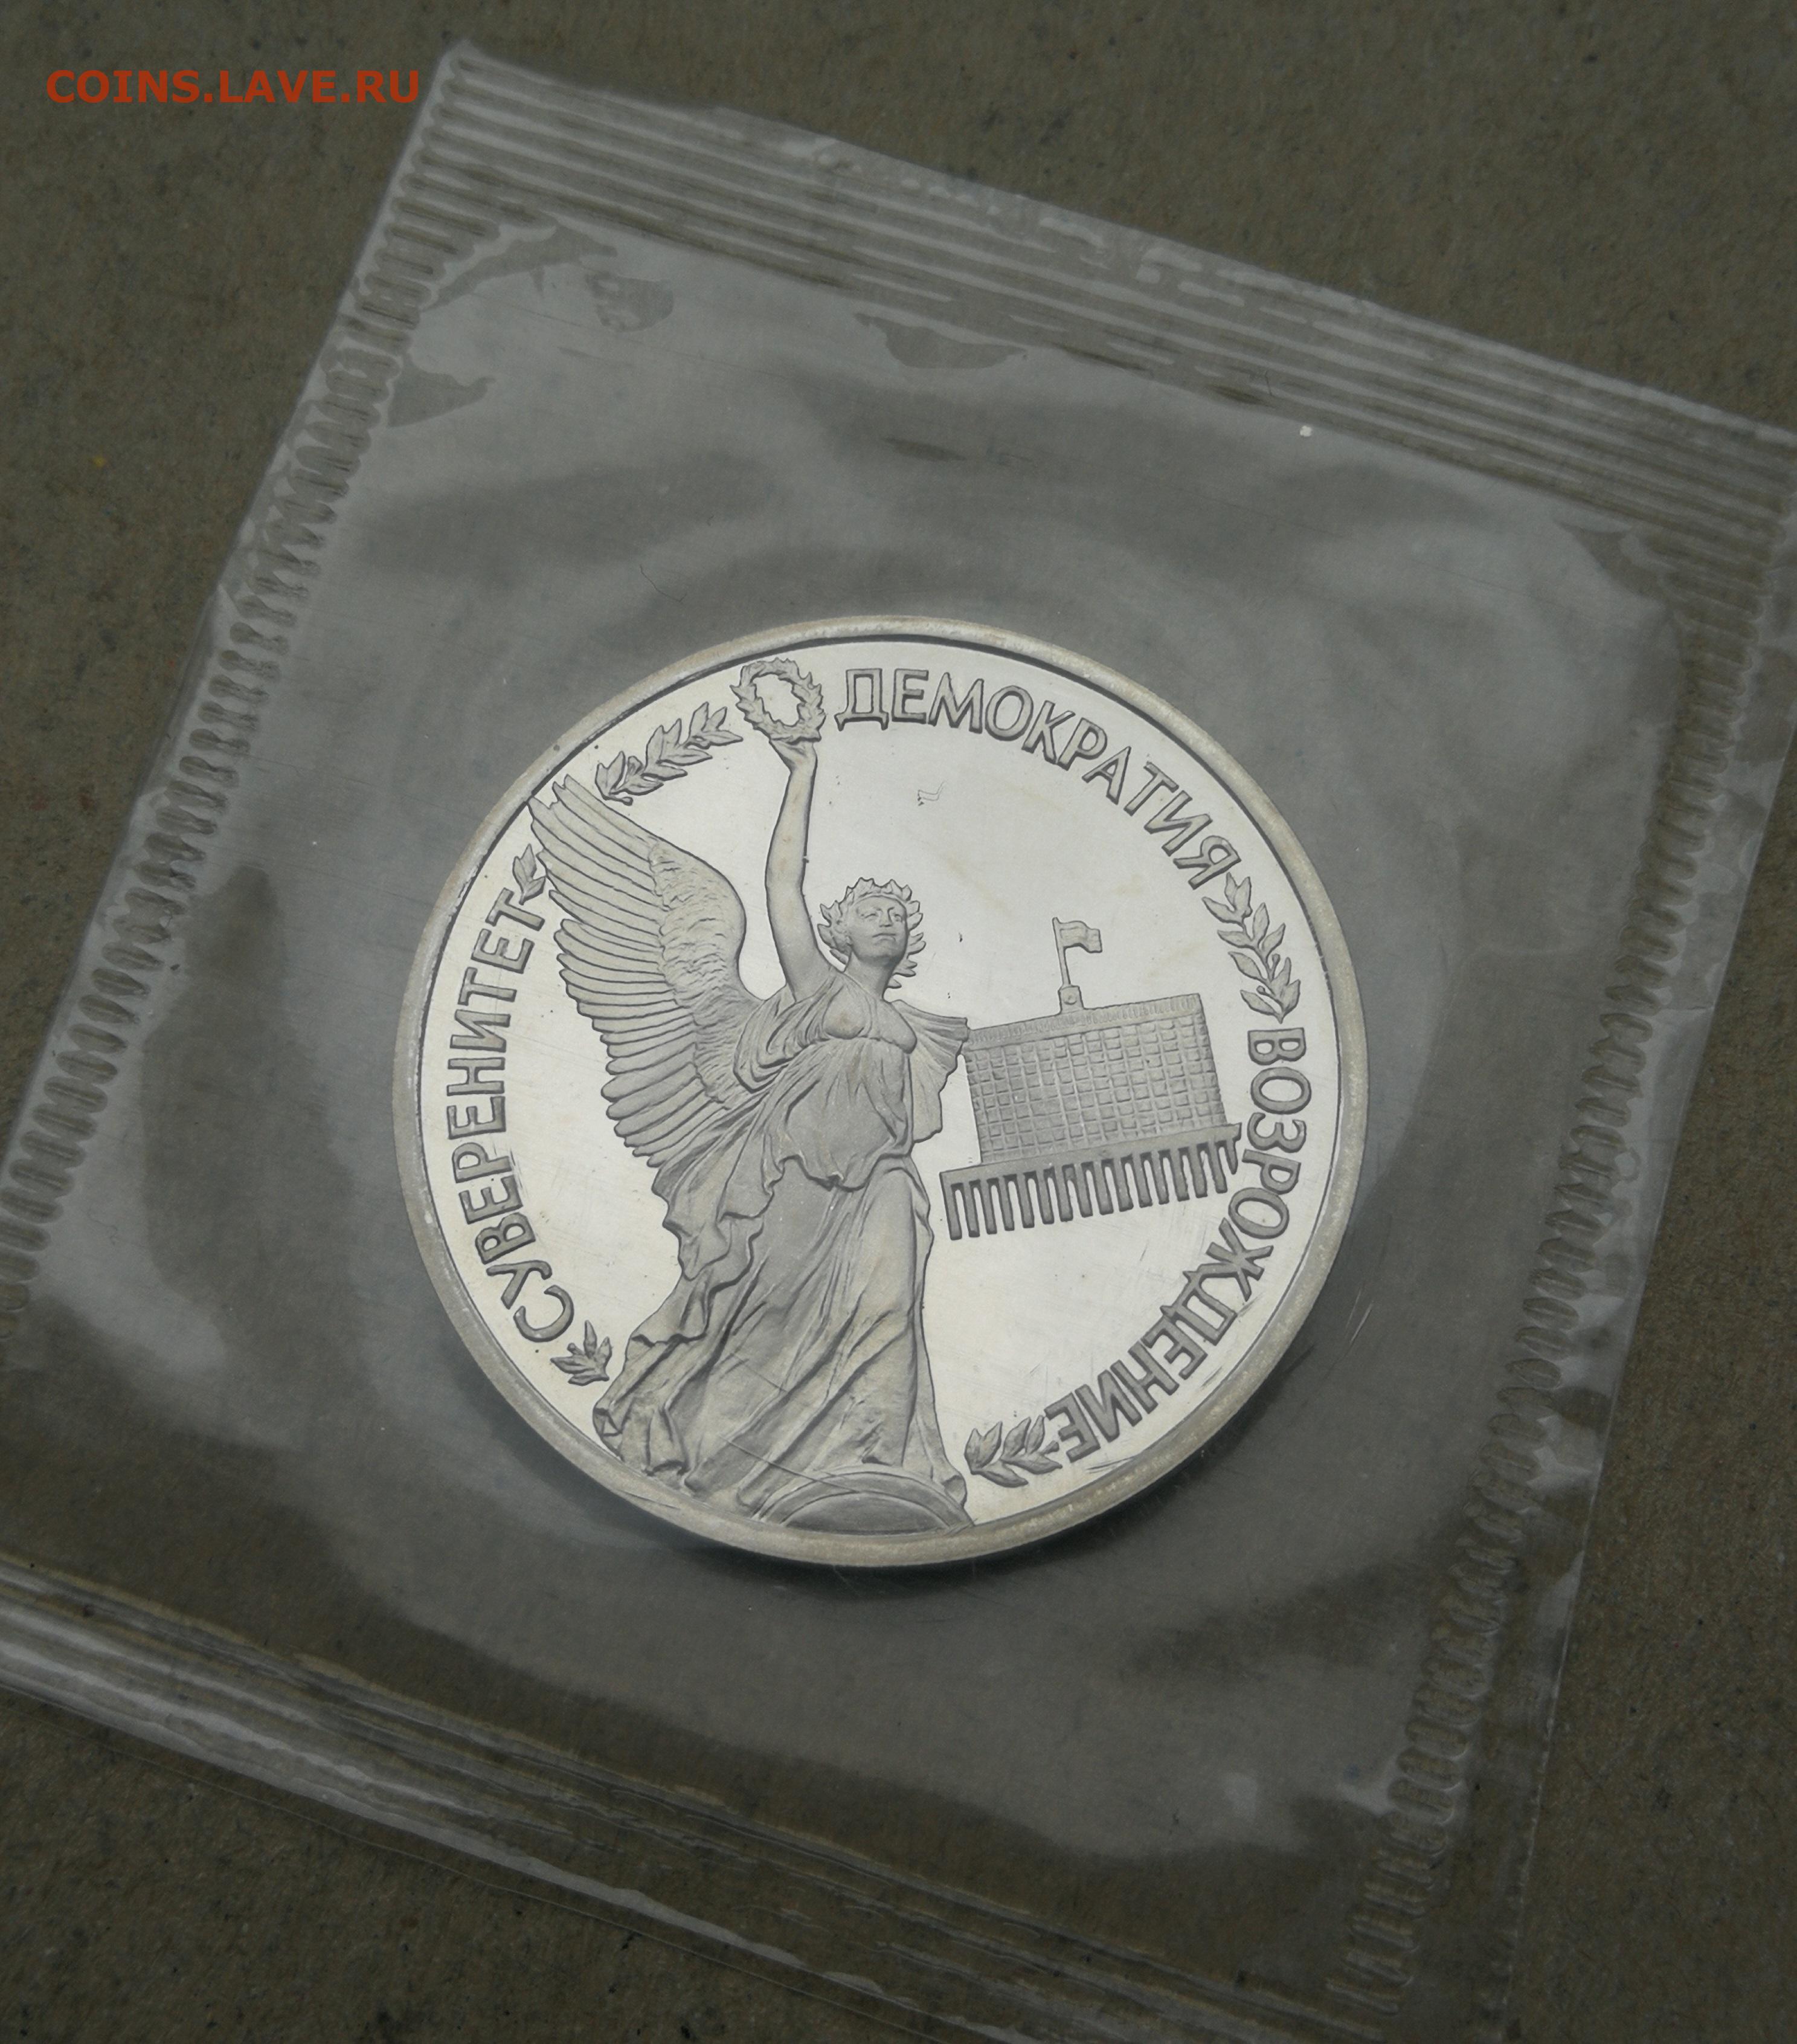 COINS.LAVE.RU
СУВЕРЕНИТЕТ
ДЕМОКРАТИЯ
ВОЗРОЖДЕНИЕ